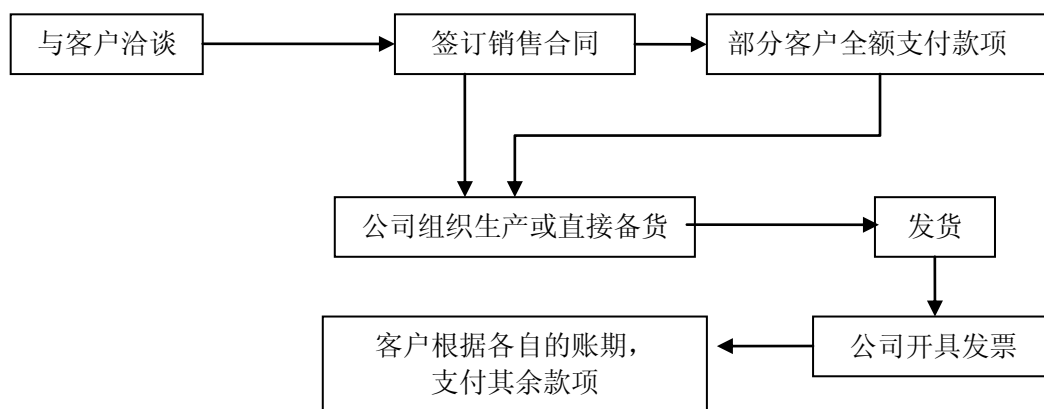 与客户洽谈
签订销售合同
部分客户全额支付款项
公司组织生产或直接备货
发货
公司开具发票
客户根据各自的账期，
支付其余款项